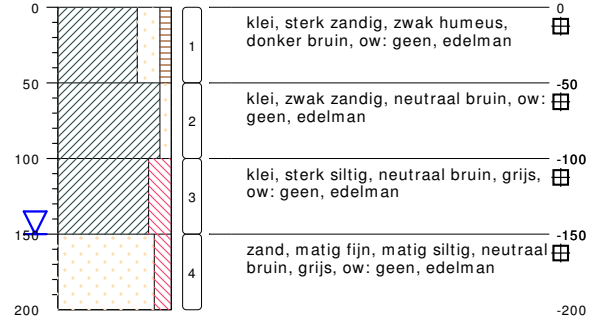 0
0
1
klei, sterk zandig, zwak humeus,
donker bruin, ow: geen, edelman
50
-50
2
klei, zwak zandig, neutraal bruin, ow:
geen, edelman
100
-100
3
klei, sterk siltig, neutraal bruin, grijs,
ow: geen, edelman
150
-150
4
zand, matig fijn, matig siltig, neutraal
bruin, grijs, ow: geen, edelman
200
-200